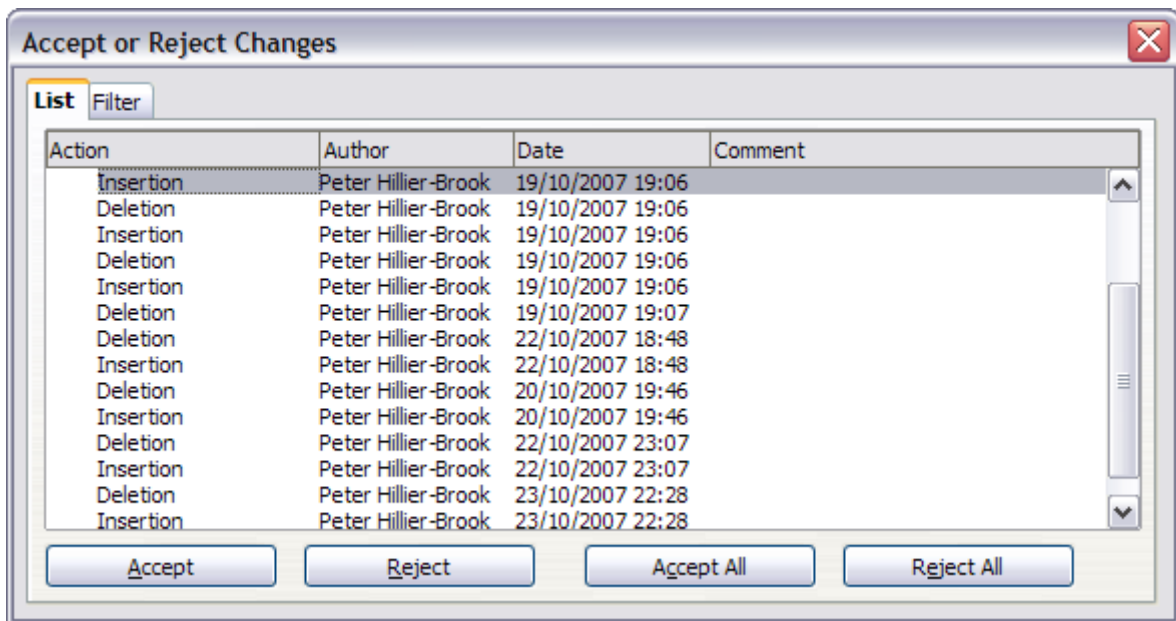 Accept or Reject Changes
List Filter
Action Author Date Comment
Insertion Peter Hillier-Brook 19/10/2007 19:06
Deletion Peter Hillier-Brook 19/10/2007 19:06
Insertion Peter Hillier-Brook 19/10/2007 19:06
Deletion Peter Hillier-Brook 19/10/2007 19:06
Insertion Peter Hillier-Brook 19/10/2007 19:06
Deletion Peter Hillier-Brook 19/10/2007 19:07
Deletion Peter Hillier-Brook 22/10/2007 18:48
Insertion Peter Hillier-Brook 22/10/2007 18:48
Deletion Peter Hillier-Brook 20/10/2007 19:46
Insertion Peter Hillier-Brook 20/10/2007 19:46
Deletion Peter Hillier-Brook 22/10/2007 23:07
Insertion Peter Hillier-Brook 22/10/2007 23:07
Deletion Peter Hillier-Brook 23/10/2007 22:28
Insertion Peter Hillier-Brook 23/10/2007 22:28
Accept Reject Accept All Reject All